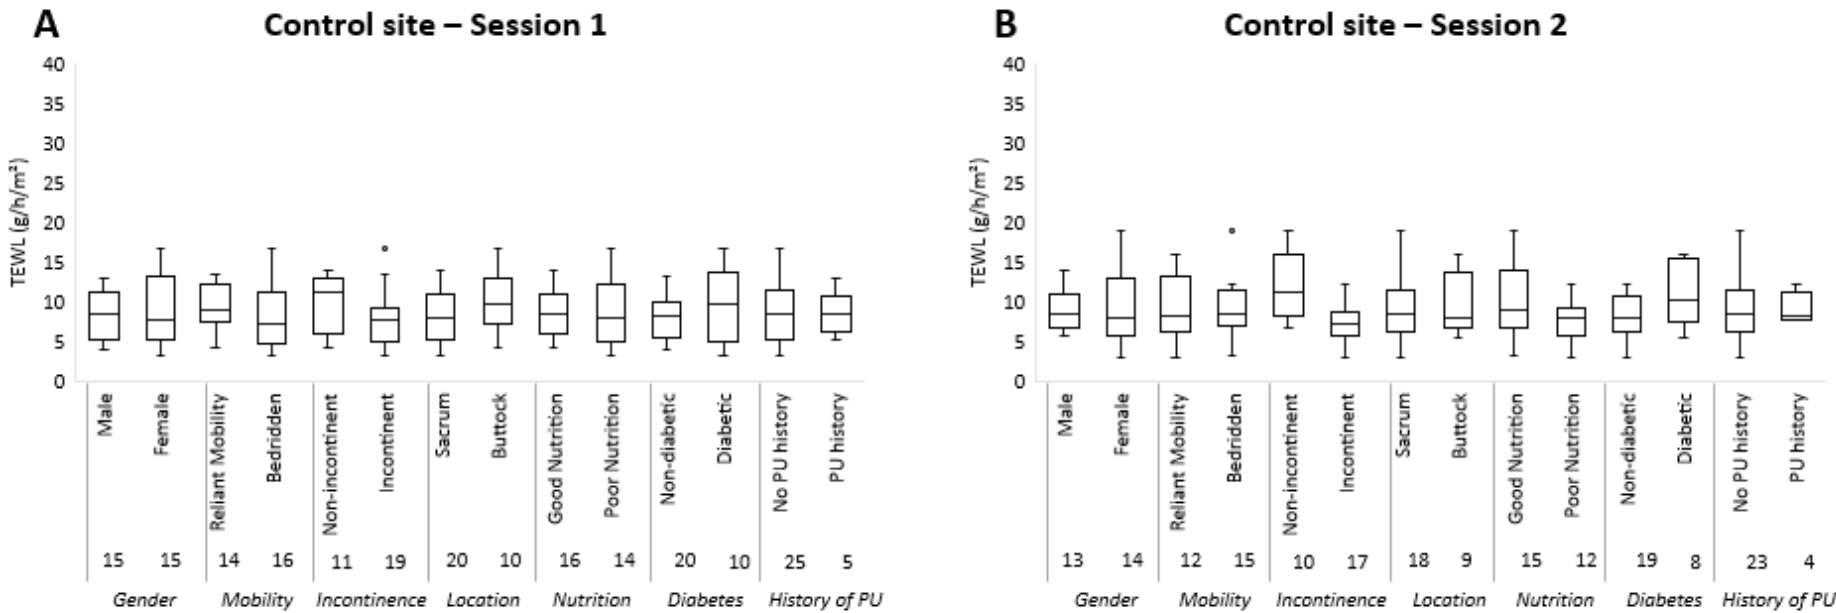 A Control site – Session 1
TEWL (g/h/m²)
40
35
30
25
20
15
10
5
0
Male Female Reliant Mobility Bedridden Non-incontinent Incontinent Sacrum Buttock Good Nutrition Poor Nutrition Non-diabetic Diabetic No PU history PU history
15 15 14 16 11 19 20 10 16 14 20 10 25 5
Gender Mobility Incontinence Location Nutrition Diabetes History of PU
B Control site – Session 2
TEWL (g/h/m²)
40
35
30
25
20
15
10
5
0
Male Female Reliant Mobility Bedridden Non-incontinent Incontinent Sacrum Buttock Good Nutrition Poor Nutrition Non-diabetic Diabetic No PU history PU history
13 14 12 15 10 17 18 9 15 12 19 8 23 4
Gender Mobility Incontinence Location Nutrition Diabetes History of PU